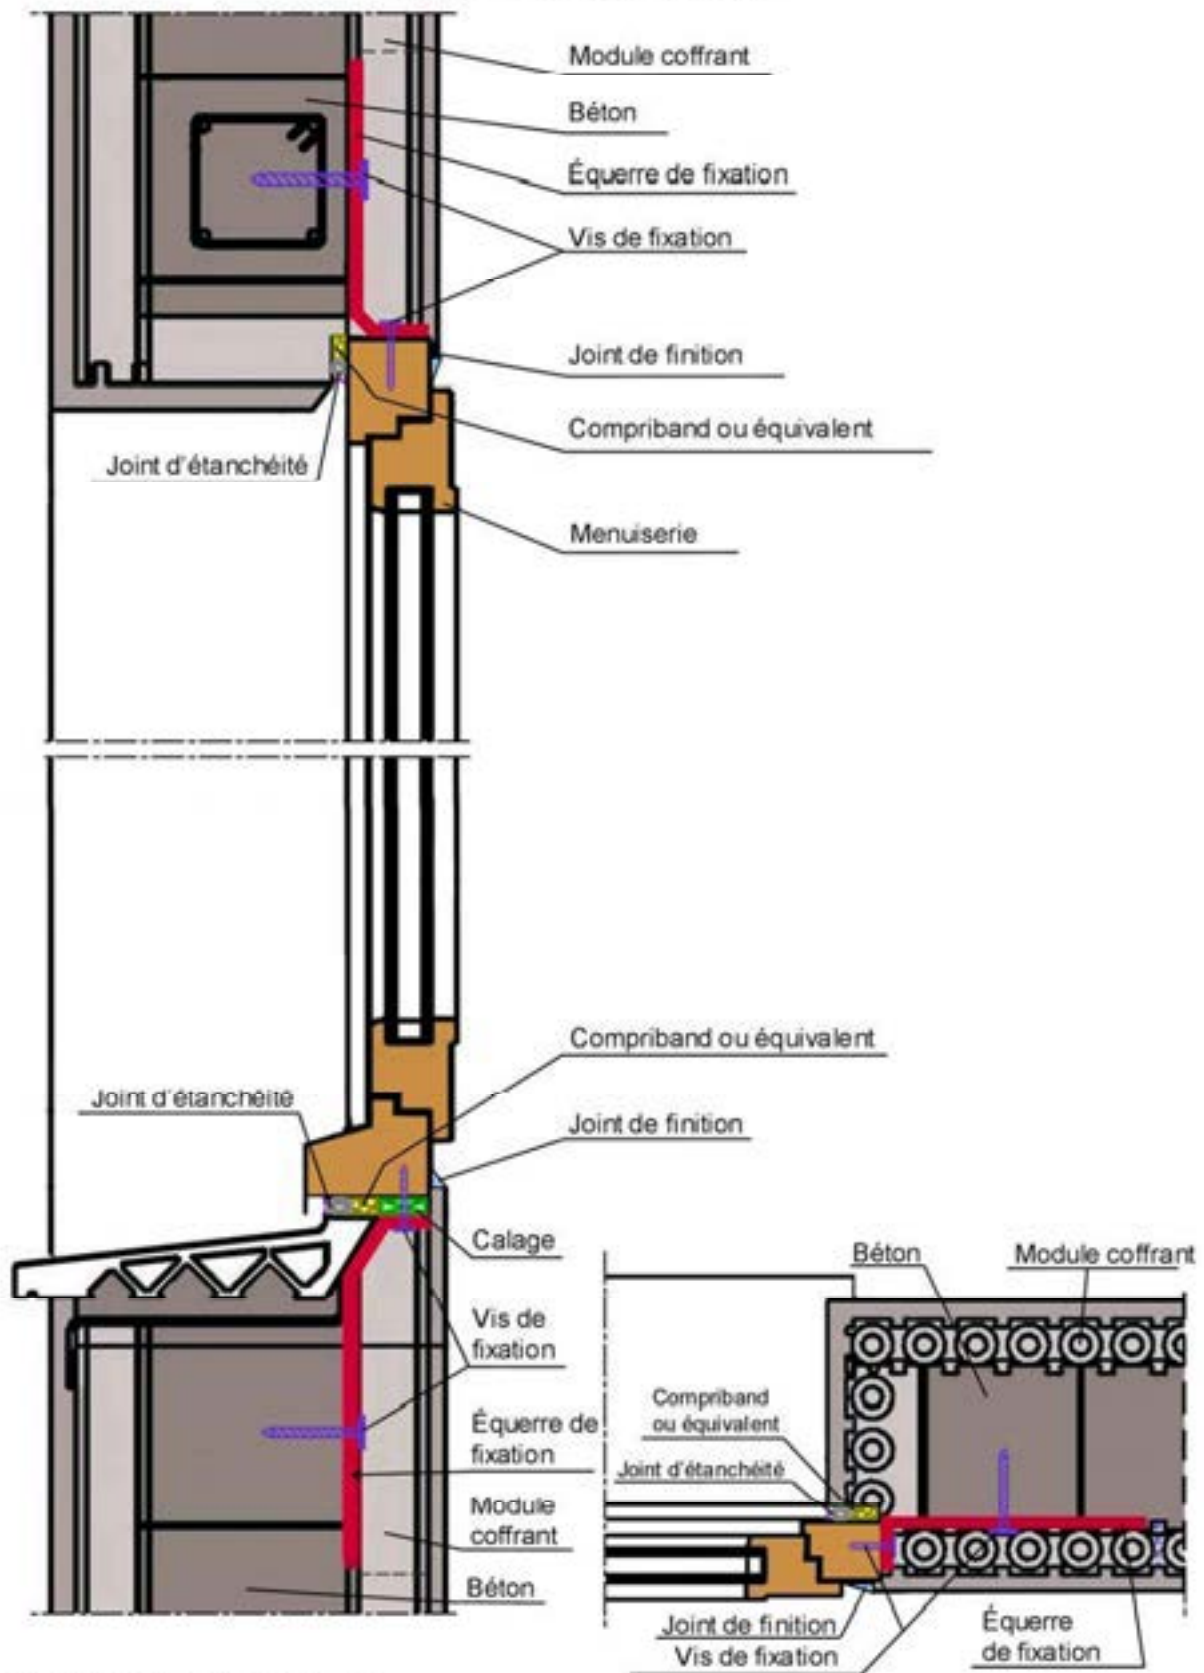 Module coffrant
Béton
Équerre de fixation
Vis de fixation
Joint de finition
Compriband ou équivalent
Joint d'étanchéité
Menuiserie
Compriband ou équivalent
Joint d'étanchéité
Joint de finition
Calage
Vis de
fixation
Équerre de
fixation
Module
coffrant
Béton
Béton
Module coffrant
Compriband
ou équivalent
Joint d'étanchéité
Joint de finition
Vis de fixation
Équerre
de fixation